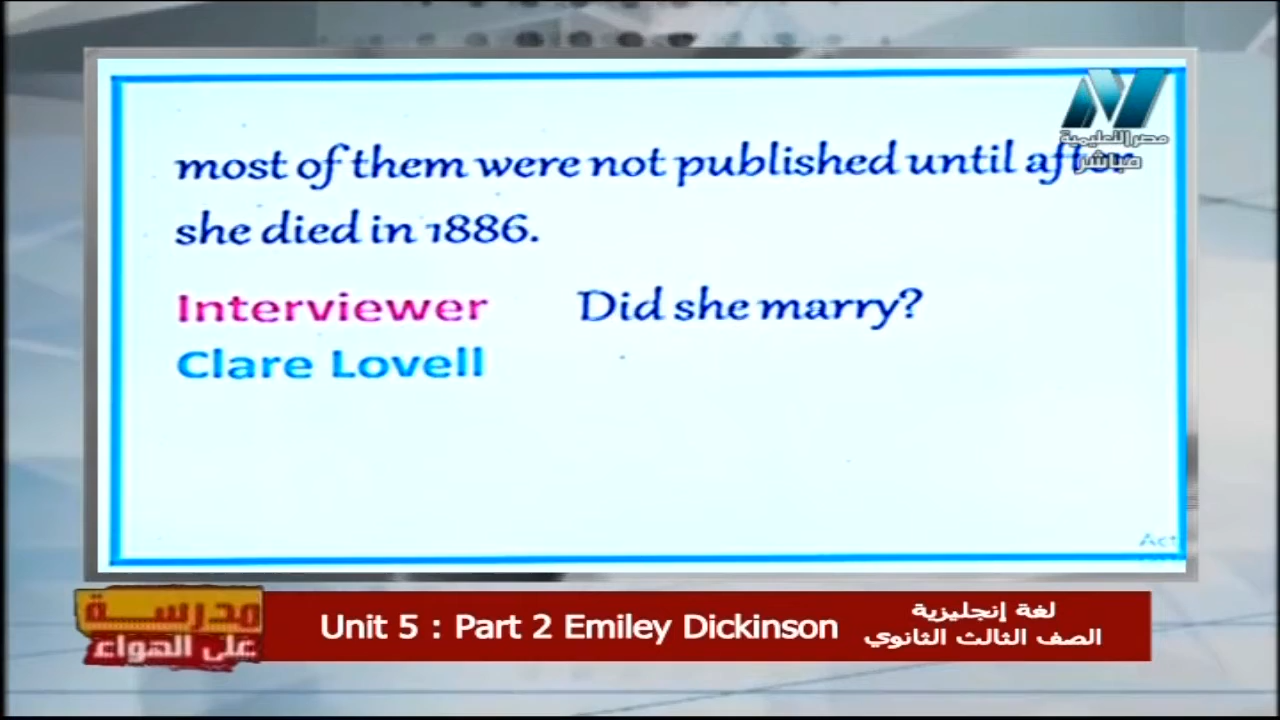 مصر التعليمية
مباشر
most of them were not published until after
she died in 1886.
Interviewer Did she marry?
Clare Lovell
Act
مدرسة
على الهواء
Unit 5 : Part 2 Emiley Dickinson
لغة إنجليزية
الصف الثالث الثانوي